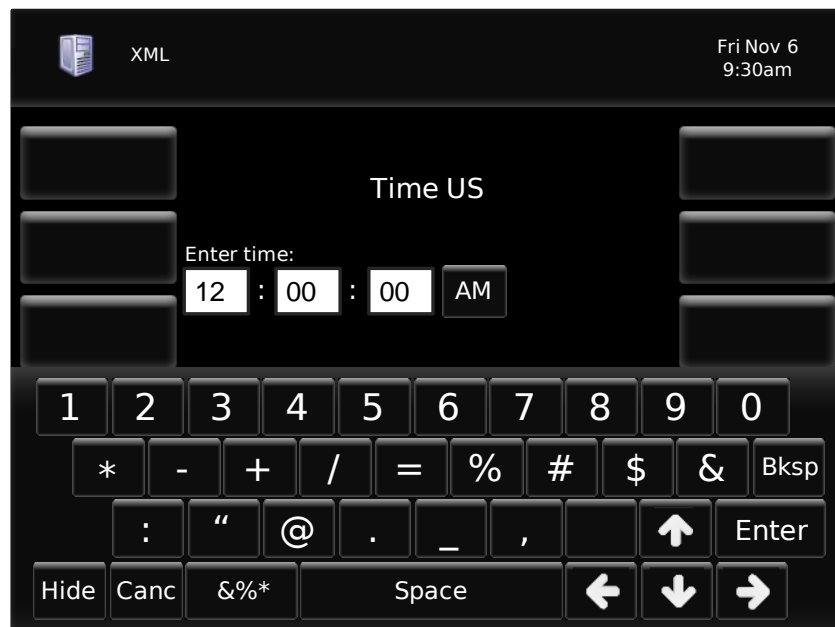 XML
Fri Nov 6
9:30am
Time US
Enter time:
12 : 00 : 00 AM
1 2 3 4 5 6 7 8 9 0
* - + / = % # $ & Bksp
: “ @ . _ , Enter
Hide Canc &%* Space